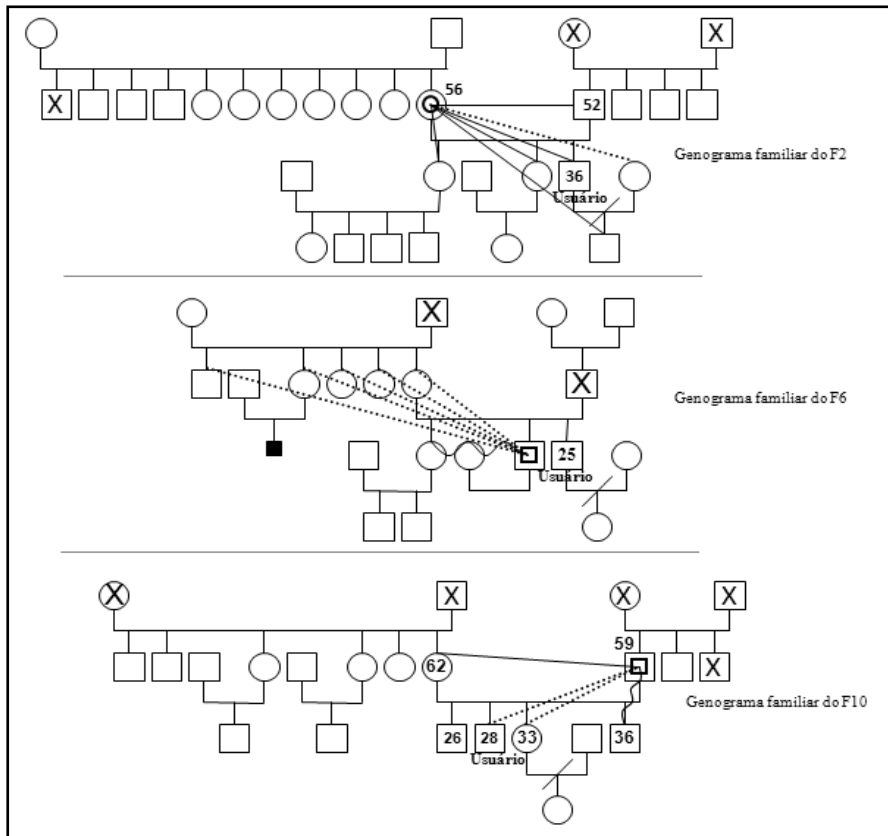 X X
56
X 52
Genograma familiar do F2
36
Usuário
X
X
Genograma familiar do F6
25
Usuário
X X X X
59
62
X
Genograma familiar do F10
26 28 33 36
Usuário